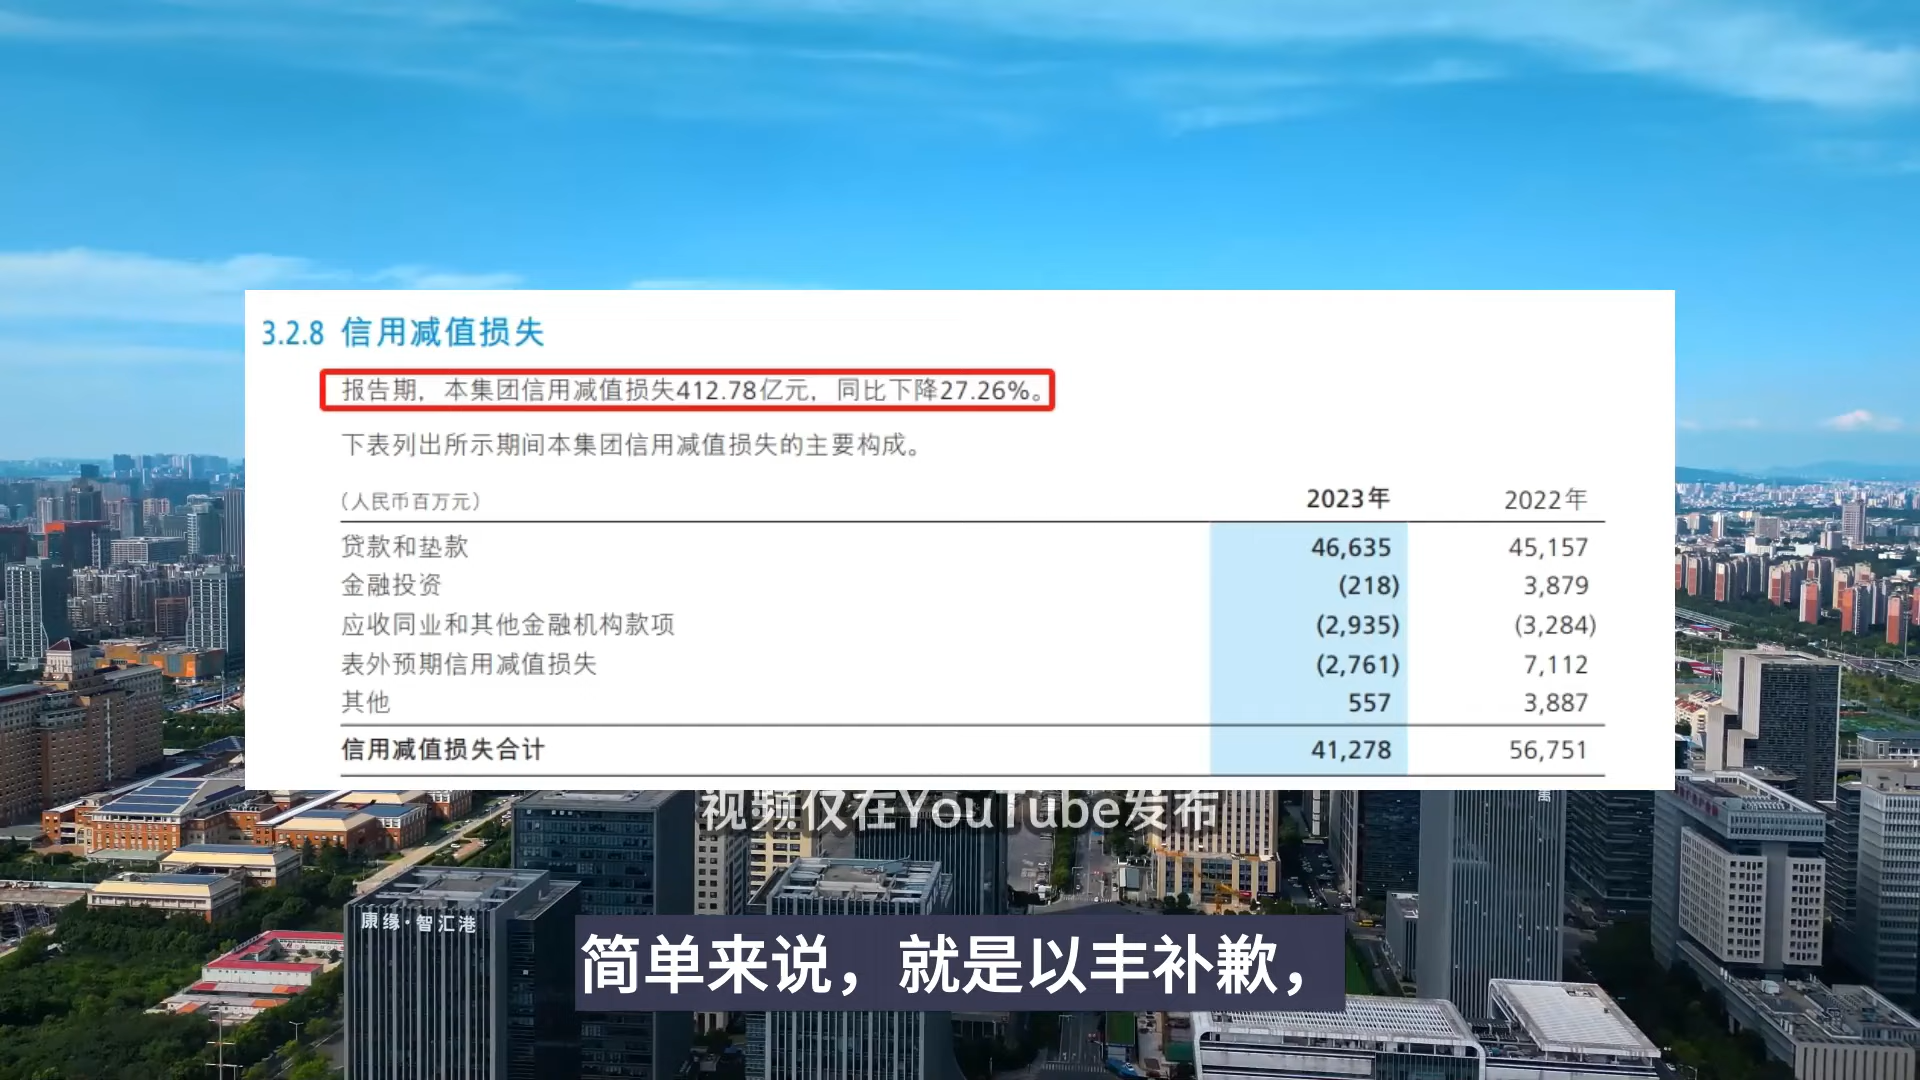 3.2.8 信用减值损失
报告期，本集团信用减值损失412.78亿元，同比下降27.26%。
下表列出所示期间本集团信用减值损失的主要构成。
（人民币百万元） 2023年 2022年
贷款和垫款 46,635 45,157
金融投资 (218) 3,879
应收同业和其他金融机构款项 (2,935) (3,284)
表外预期信用减值损失 (2,761) 7,112
其他 557 3,887
信用减值损失合计 41,278 56,751
视频仅在YouTube发布
康缘·智汇港
简单来说，就是以丰补歉，